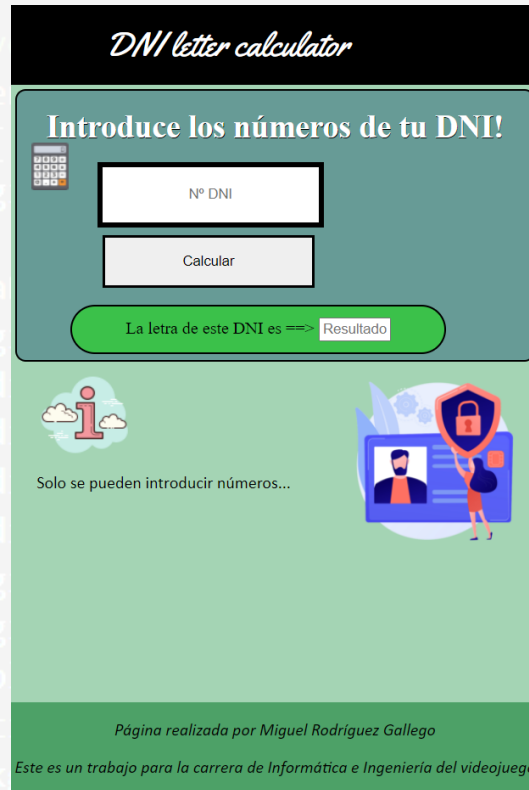 DNI letter calculator
Introduce los números de tu DNI!
Nº DNI
Calcular
La letra de este DNI es ==> Resultado
Solo se pueden introducir números...
Página realizada por Miguel Rodríguez Gallego
Este es un trabajo para la carrera de Informática e Ingeniería del videojuego